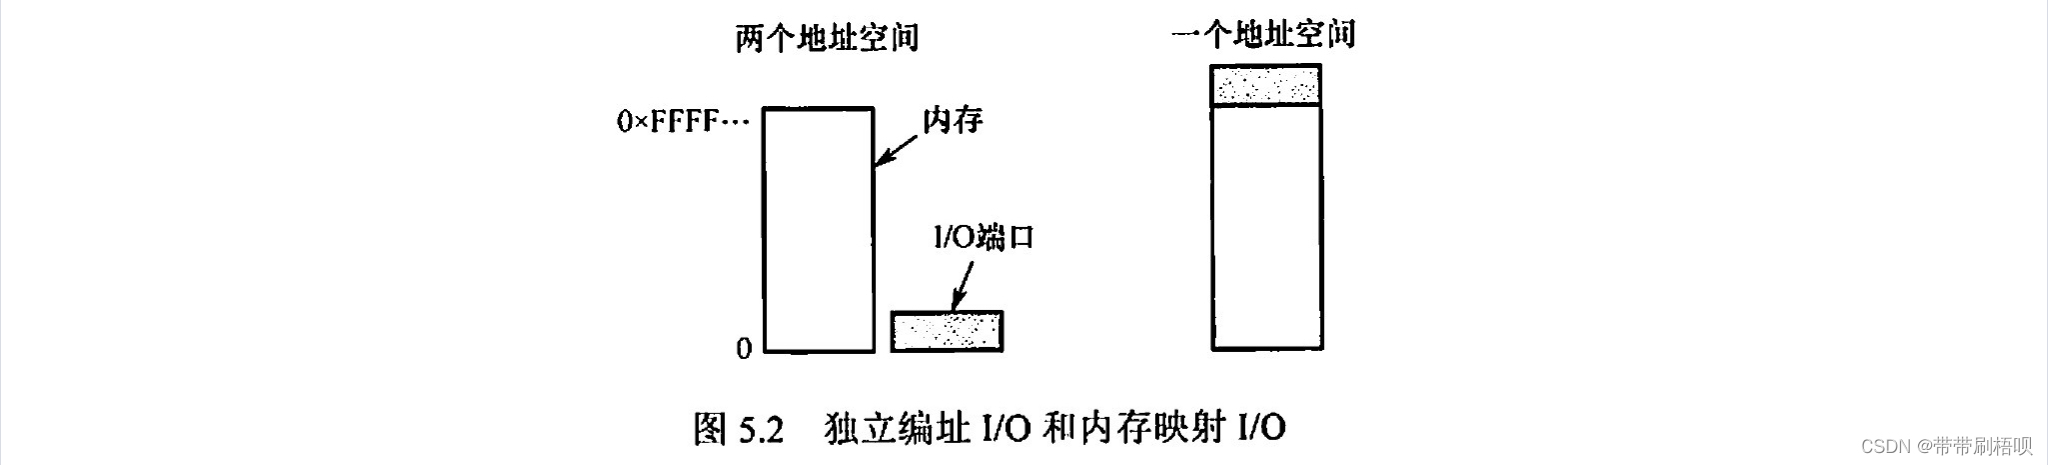 两个地址空间
一个地址空间
0×FFFF…
内存
I/O端口
0
图 5.2 独立编址 I/O 和内存映射 I/O
CSDN @带带刷梧呗